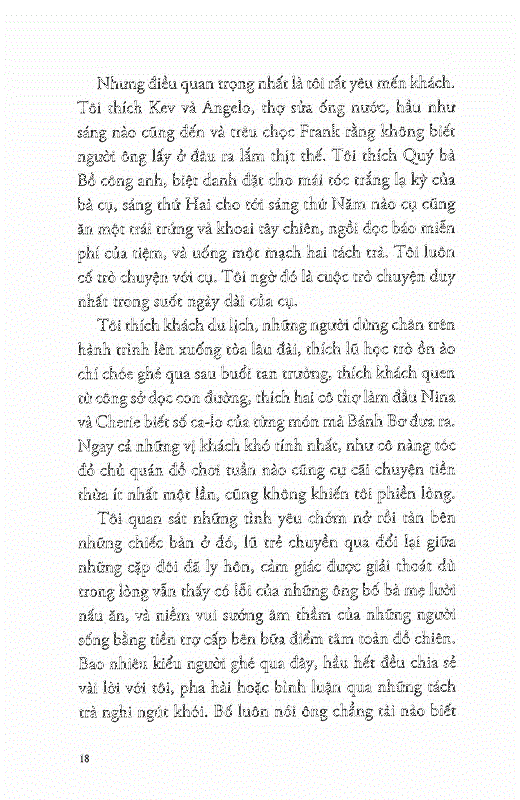 Nhưng điều quan trọng nhất là tôi rất yêu mến khách.
Tôi thích Kev và Angelo, thợ sửa ống nước, hầu như
sáng nào cũng đến và trêu chọc Frank rằng không biết
người ông lấy ở đâu ra lắm thịt thế. Tôi thích Quý bà
Bồ công anh, biệt danh đặt cho mái tóc trắng lạ kỳ của
bà cụ, sáng thứ Hai cho tới sáng thứ Năm nào cụ cũng
ăn một trái trứng và khoai tây chiên, ngồi đọc báo miễn
phí của tiệm, và uống một mạch hai tách trà. Tôi luôn
cố trò chuyện với cụ. Tôi ngờ đó là cuộc trò chuyện duy
nhất trong suốt ngày dài của cụ.
Tôi thích khách du lịch, những người dừng chân trên
hành trình lên xuống tòa lâu đài, thích lũ học trò ồn ào
chí chóe ghé qua sau buổi tan trường, thích khách quen
từ công sở dọc con đường, thích hai cô thợ làm đầu Nina
và Cherie biết số ca-lo của từng món mà Bánh Bơ đưa ra.
Ngay cả những vị khách khó tính nhất, như cô nàng tóc
đỏ chủ quán đồ chơi tuần nào cũng cự cãi chuyện tiền
thừa ít nhất một lần, cũng không khiến tôi phiền lòng.
Tôi quan sát những tình yêu chớm nở rồi tàn bên
những chiếc bàn ở đó, lũ trẻ chuyền qua đổi lại giữa
những cặp đôi đã ly hôn, cảm giác được giải thoát dù
trong lòng vẫn thấy có lỗi của những ông bố bà mẹ lười
nấu ăn, và niềm vui sướng âm thầm của những người
sống bằng tiền trợ cấp bên bữa điểm tâm toàn đồ chiên.
Bao nhiêu kiểu người ghé qua đây, hầu hết đều chia sẻ
vài lời với tôi, pha hài hoặc bình luận qua những tách
trà nghi ngút khói. Bố luôn nói ông chẳng tài nào biết
18